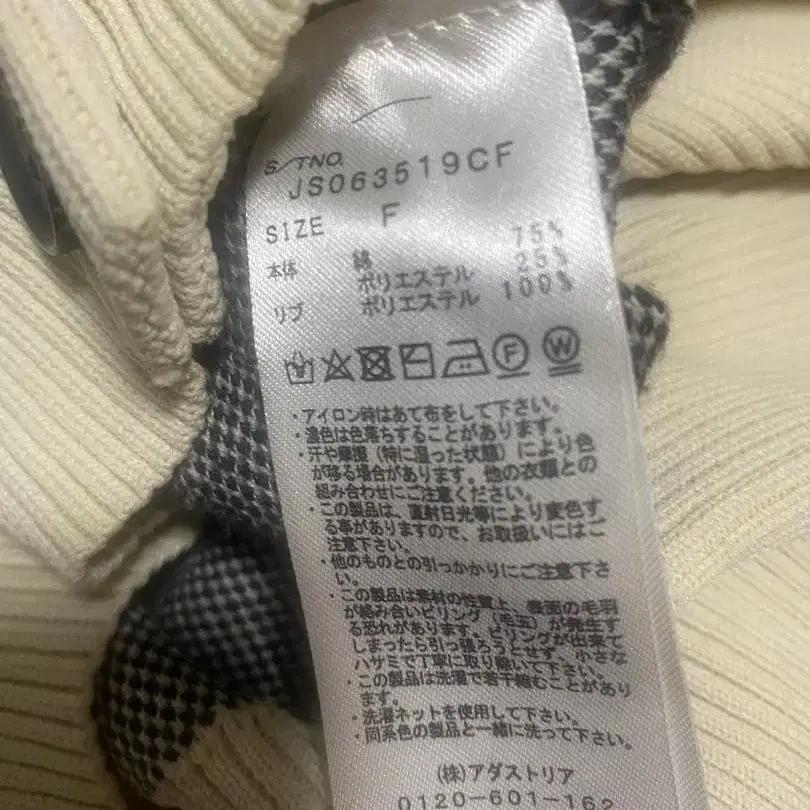 S/TNO.
JS063519CF
SIZE F
本体 綿 75%
ポリエステル 25%
リブ ポリエステル 100%
F W
・アイロン時はあて布をして下さい。
・濃色は色落ちすることがあります。
・汗や摩擦(特に湿った状態)により色
が移る場合があります。他の衣類との
組み合わせにご注意ください。
・この製品は、直射日光等により変色す
る事がありますので、お取扱いにはご
注意下さい。
・他のものとの引っかかりにご注意下さ
い。
・この製品は素材の性質上、表面の毛羽
が絡み合いピリング(毛玉)が発生す
る恐れがあります。ピリングが出来て
しまったら引っ張ろうとせず、小さな
ハサミで丁寧に取り除いて下さい。
・この製品は洗濯で若干縮むことがあり
ます。
・洗濯ネットを使用して下さい。
・同系色の製品と一緒に洗って下さい。
(株)アダストリア
0120-601-162